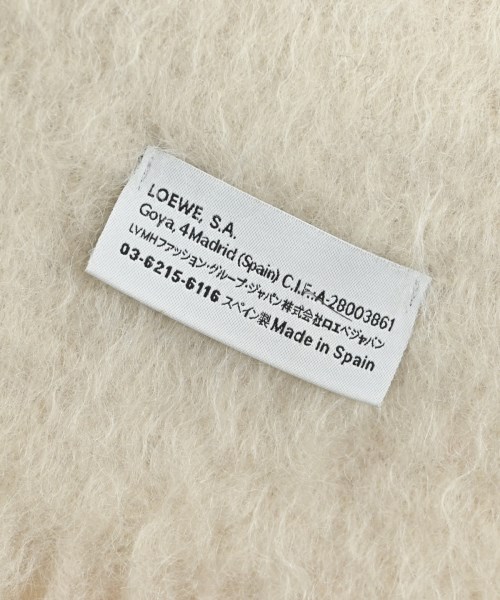 LOEWE, S.A.
Goya, 4 Madrid (Spain) C.I.F.: A-28003861
LVMHファッション・グループ・ジャパン株式会社ロエベジャパン
03-6215-6116 スペイン製 Made in Spain